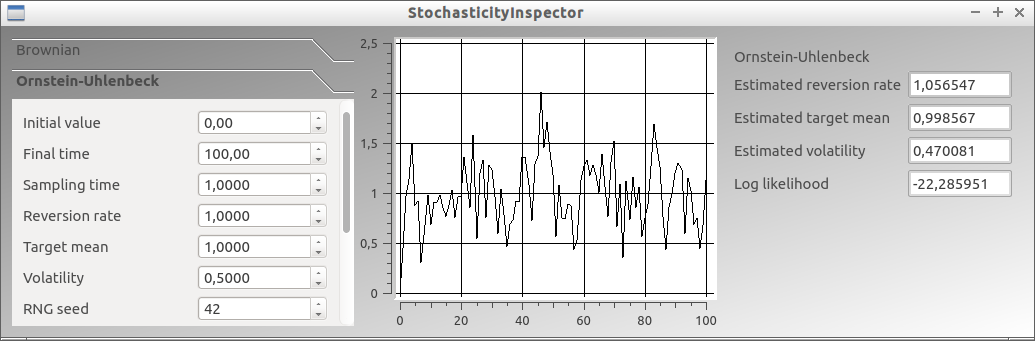 StochasticityInspector
Brownian
Ornstein-Uhlenbeck
Initial value 0,00
Final time 100,00
Sampling time 1,0000
Reversion rate 1,0000
Target mean 1,0000
Volatility 0,5000
RNG seed 42
2,5
2
1,5
1
0,5
0
0 20 40 60 80 100
Ornstein-Uhlenbeck
Estimated reversion rate 1,056547
Estimated target mean 0,998567
Estimated volatility 0,470081
Log likelihood -22,285951